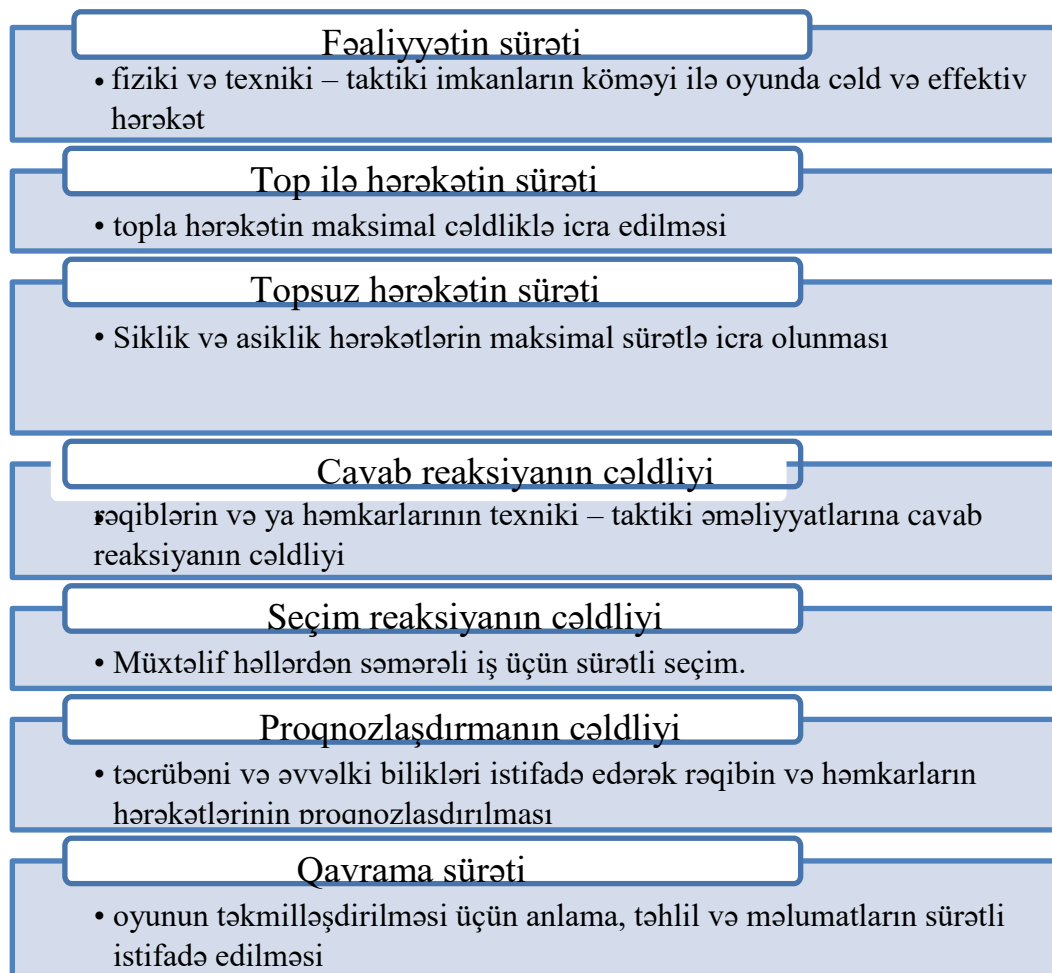 Fəaliyyətin sürəti
• fiziki və texniki – taktiki imkanların köməyi ilə oyunda cəld və effektiv
hərəkət
Top ilə hərəkətin sürəti
• topla hərəkətin maksimal cəldliklə icra edilməsi
Topsuz hərəkətin sürəti
• Siklik və asiklik hərəkətlərin maksimal sürətlə icra olunması
Cavab reaksiyanın cəldliyi
• rəqiblərin və ya həmkarlarının texniki – taktiki əməliyyatlarına cavab
reaksiyanın cəldliyi
Seçim reaksiyanın cəldliyi
• Müxtəlif həllərdən səmərəli iş üçün sürətli seçim.
Proqnozlaşdırmanın cəldliyi
• təcrübəni və əvvəlki bilikləri istifadə edərək rəqibin və həmkarların
hərəkətlərinin proqnozlaşdırılması
Qavrama sürəti
• oyunun təkmilləşdirilməsi üçün anlama, təhlil və məlumatların sürətli
istifadə edilməsi